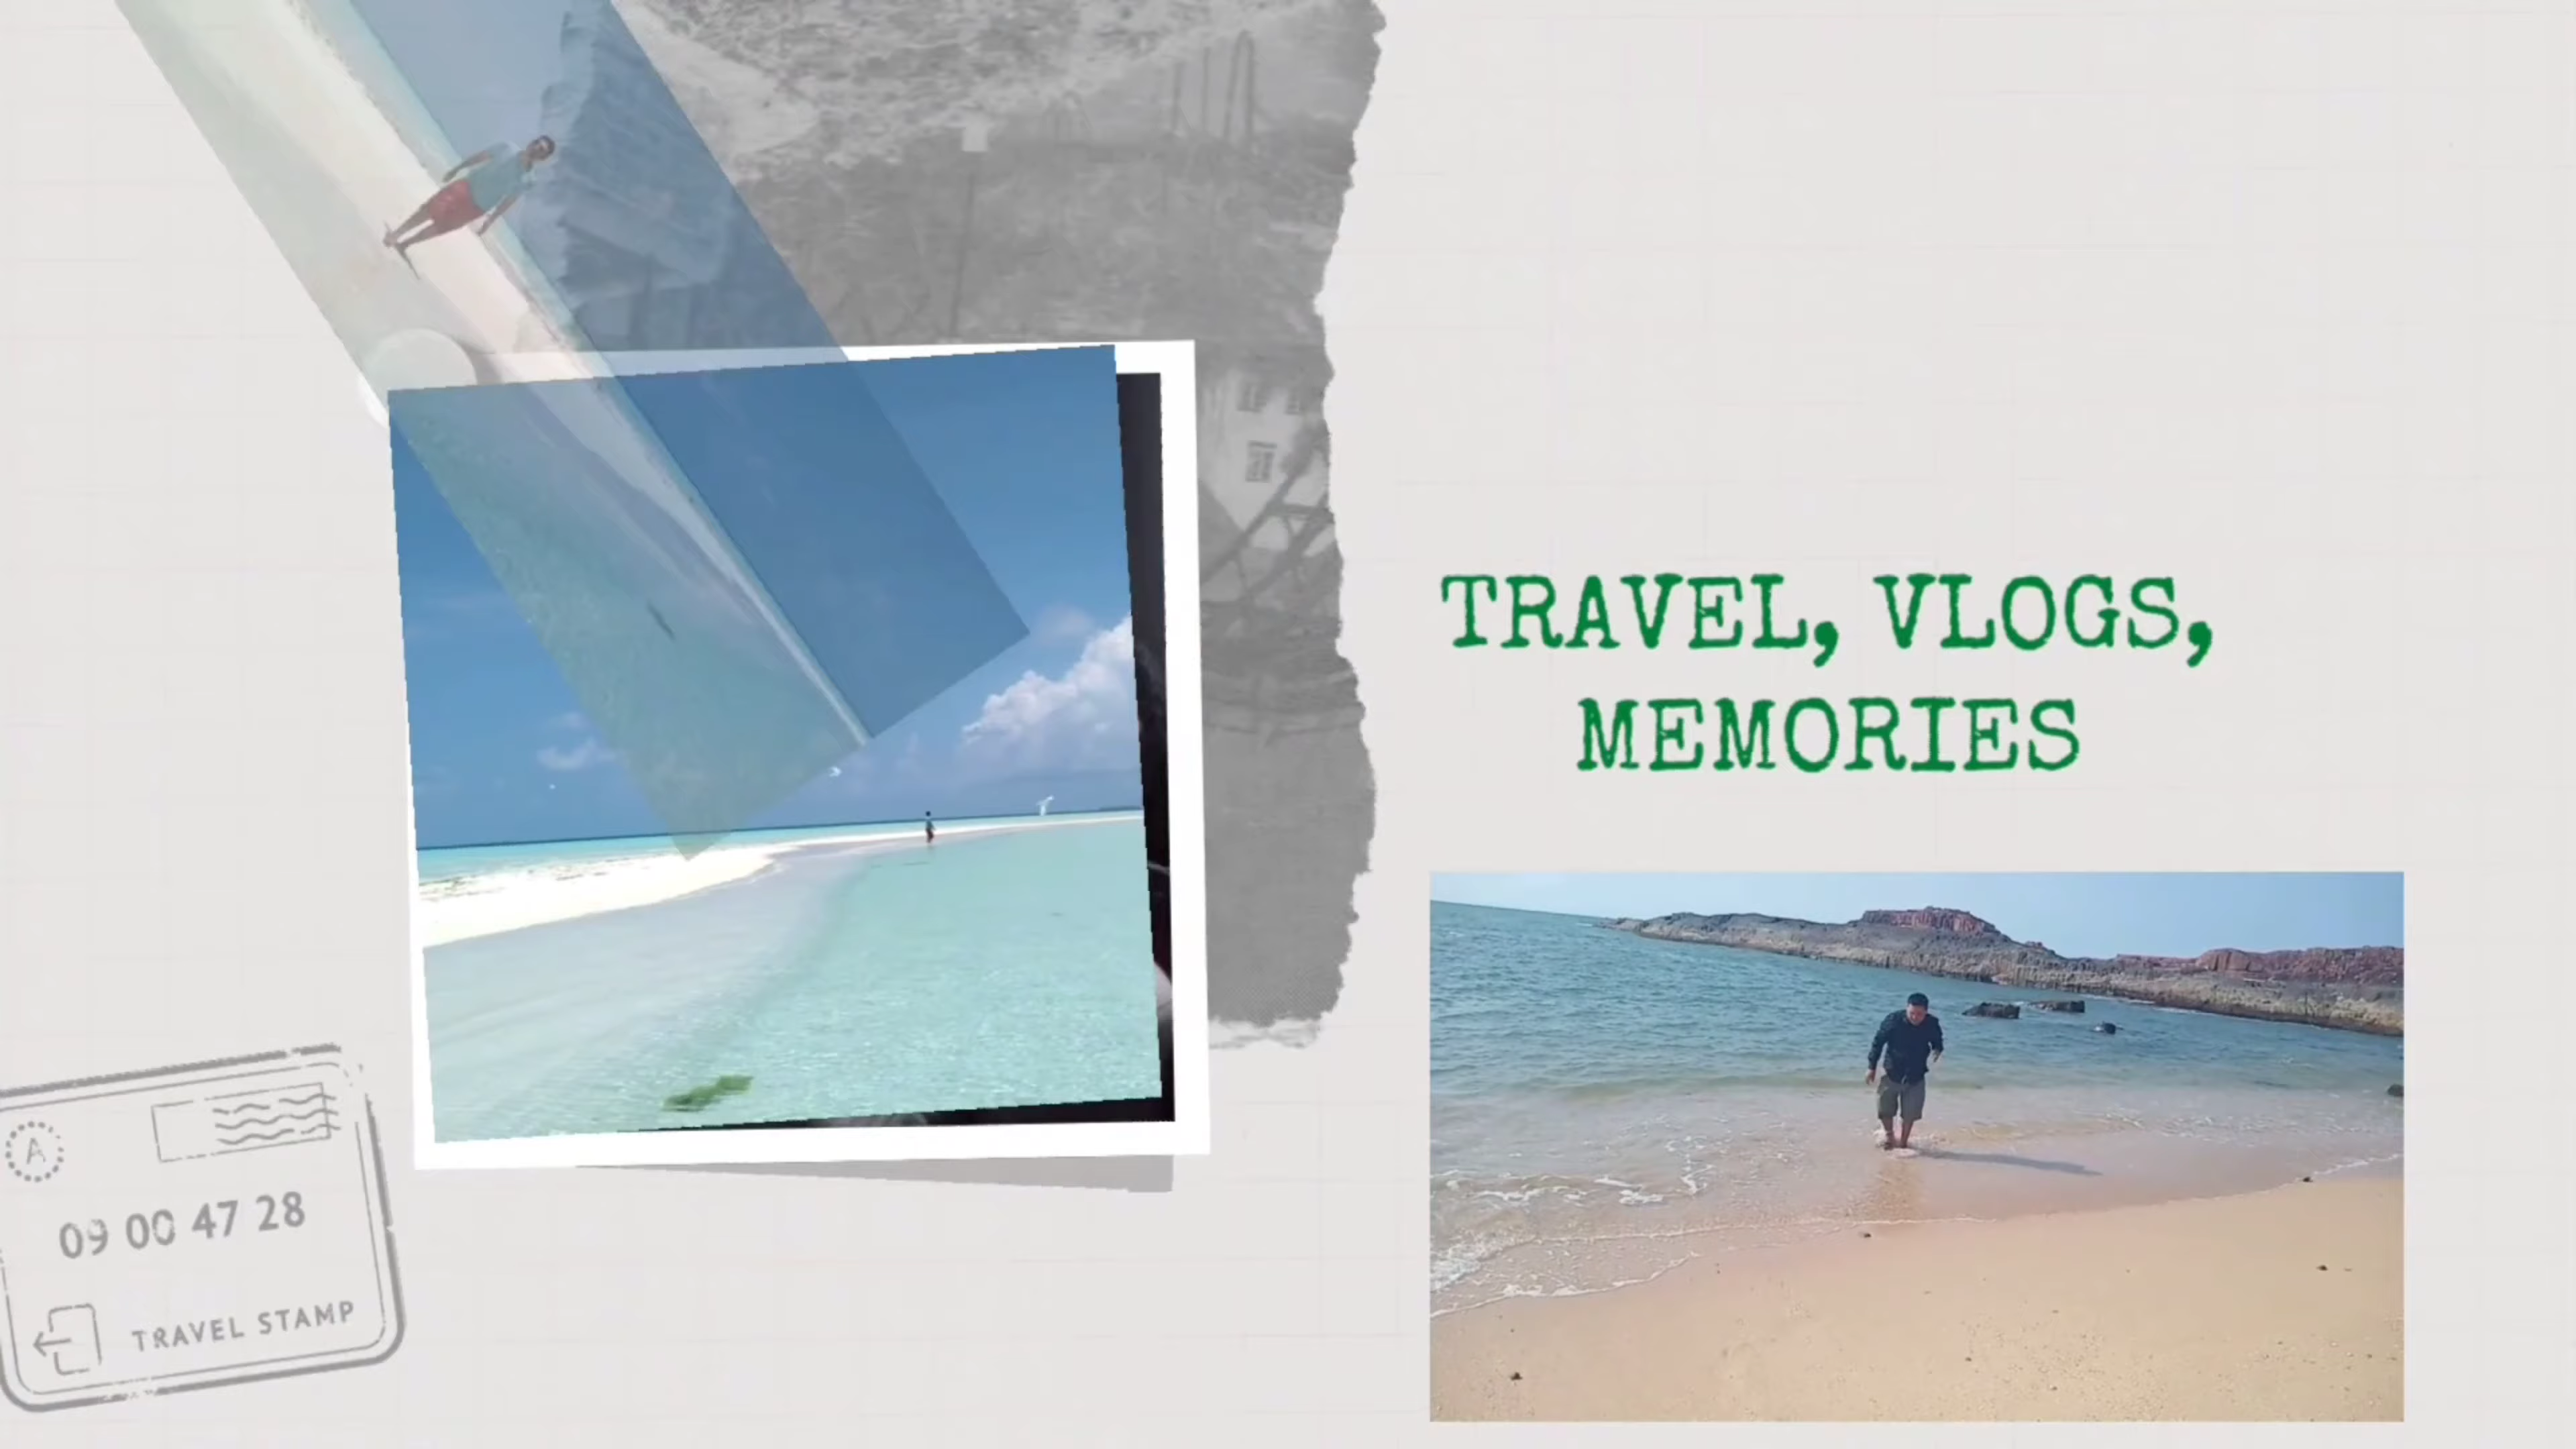 TRAVEL, VLOGS,
MEMORIES
A
09 00 47 28
TRAVEL STAMP